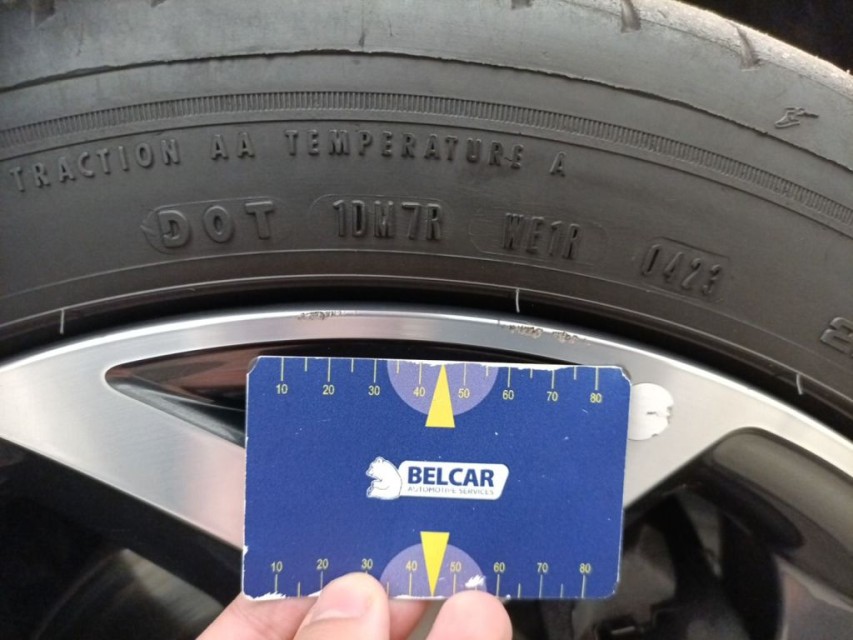 TRACTION AA TEMPERATURE A
DOT 1DM7R WE1R 0423
10 20 30 40 50 60 70 80
BELCAR
AUTOMOTIVE SERVICES
10 20 30 40 50 60 70 80